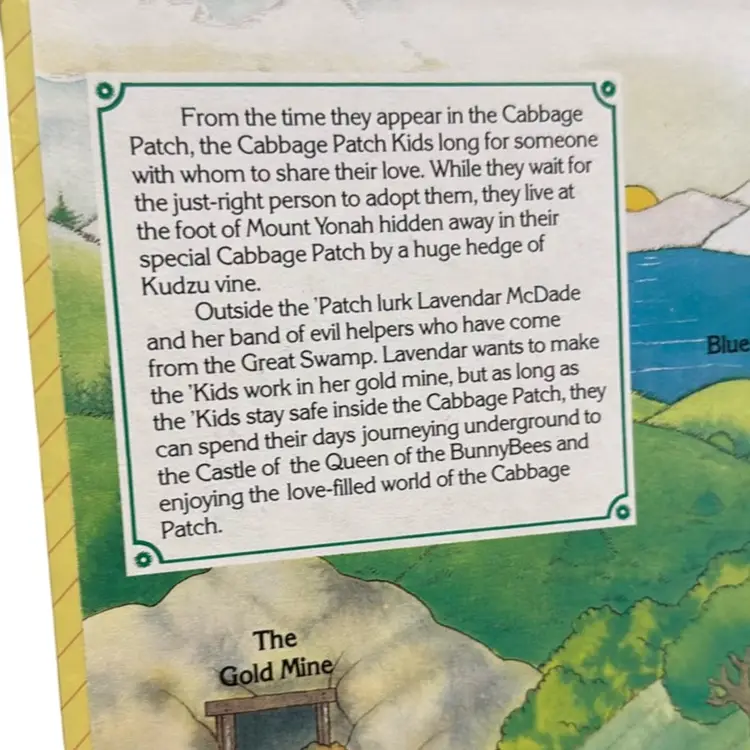 From the time they appear in the Cabbage
Patch, the Cabbage Patch Kids long for someone
with whom to share their love. While they wait for
the just-right person to adopt them, they live at
the foot of Mount Yonah hidden away in their
special Cabbage Patch by a huge hedge of
Kudzu vine.
Outside the 'Patch lurk Lavendar McDade
and her band of evil helpers who have come
from the Great Swamp. Lavendar wants to make
the 'Kids work in her gold mine, but as long as
the 'Kids stay safe inside the Cabbage Patch, they
can spend their days journeying underground to
the Castle of the Queen of the BunnyBees and
enjoying the love-filled world of the Cabbage
Patch.
Blue
The
Gold Mine